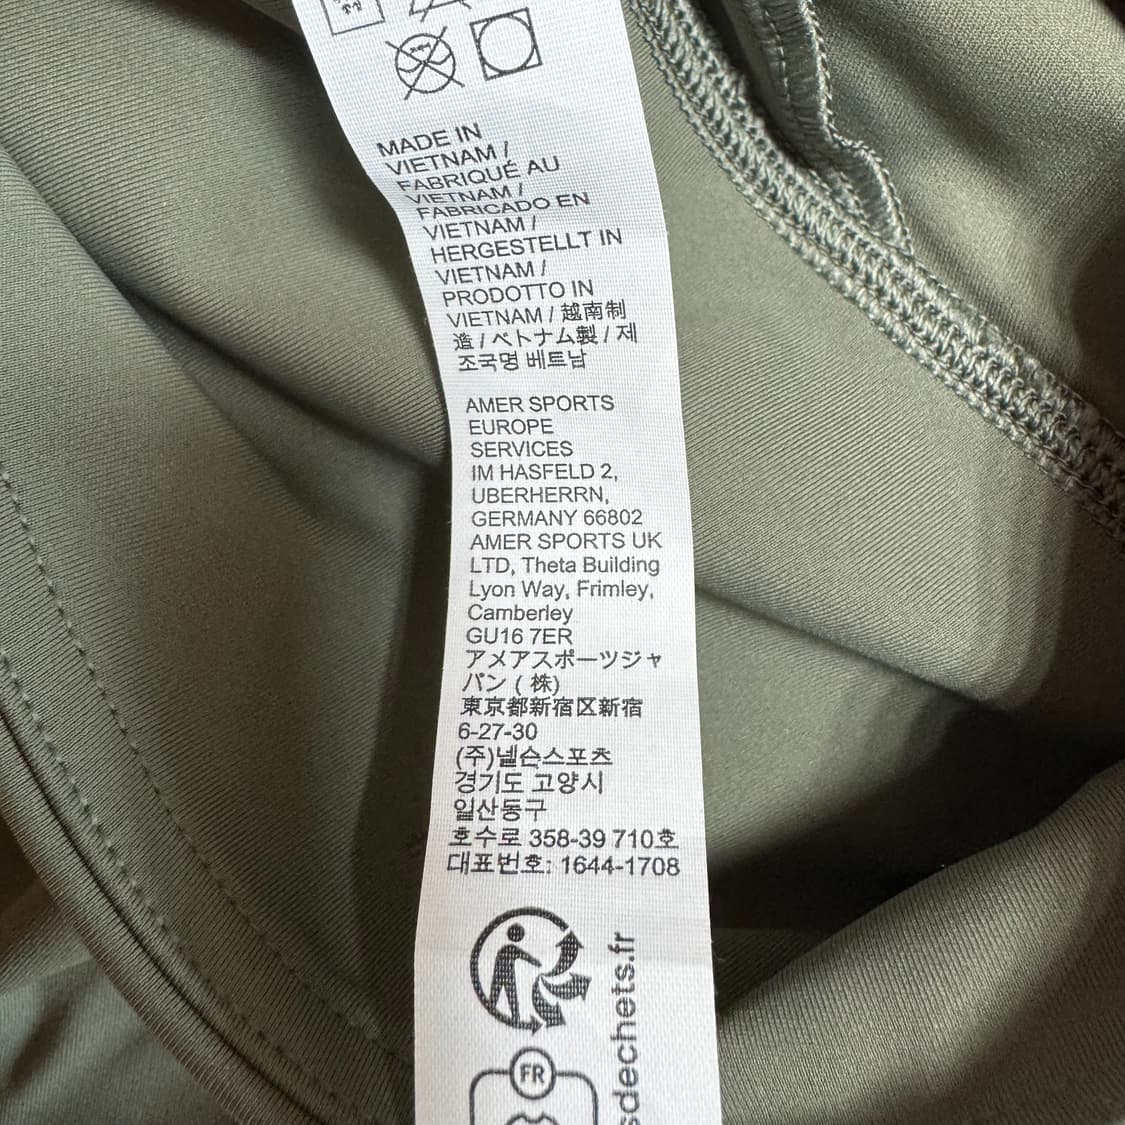 MADE IN
VIETNAM /
FABRIQUÉ AU
VIETNAM /
FABRICADO EN
VIETNAM /
HERGESTELLT IN
VIETNAM /
PRODOTTO IN
VIETNAM / 越南制
造 / ベトナム製 / 제
조국명 베트남
AMER SPORTS
EUROPE
SERVICES
IM HASFELD 2,
UBERHERRN,
GERMANY 66802
AMER SPORTS UK
LTD, Theta Building
Lyon Way, Frimley,
Camberley
GU16 7ER
アメアスポーツジャ
パン ( 株)
東京都新宿区新宿
6-27-30
(주)넬슨스포츠
경기도 고양시
일산동구
호수로 358-39 710호
대표번호: 1644-1708
sdechets.fr
FR